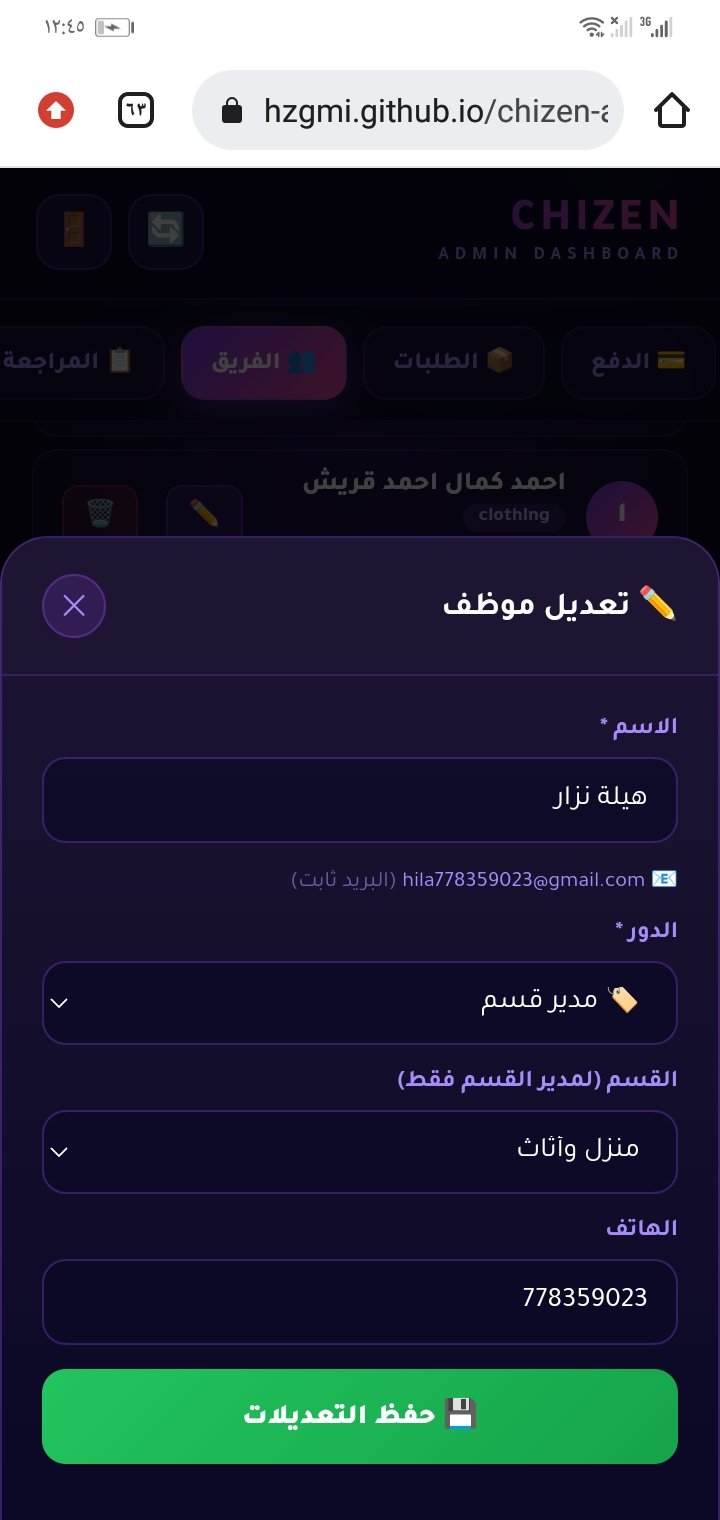 ١٢:٤٥
3G
٦٣
hzgmi.github.io/chizen-a
CHIZEN
ADMIN DASHBOARD
💳 الدفع
📦 الطلبات
👥 الفريق
📋 المراجعة
احمد كمال احمد قريش
ا
clothing
✏️ تعديل موظف
الاسم *
هيلة نزار
📧 hila778359023@gmail.com (البريد ثابت)
الدور *
🏷️ مدير قسم
القسم (لمدير القسم فقط)
منزل وأثاث
الهاتف
778359023
💾 حفظ التعديلات